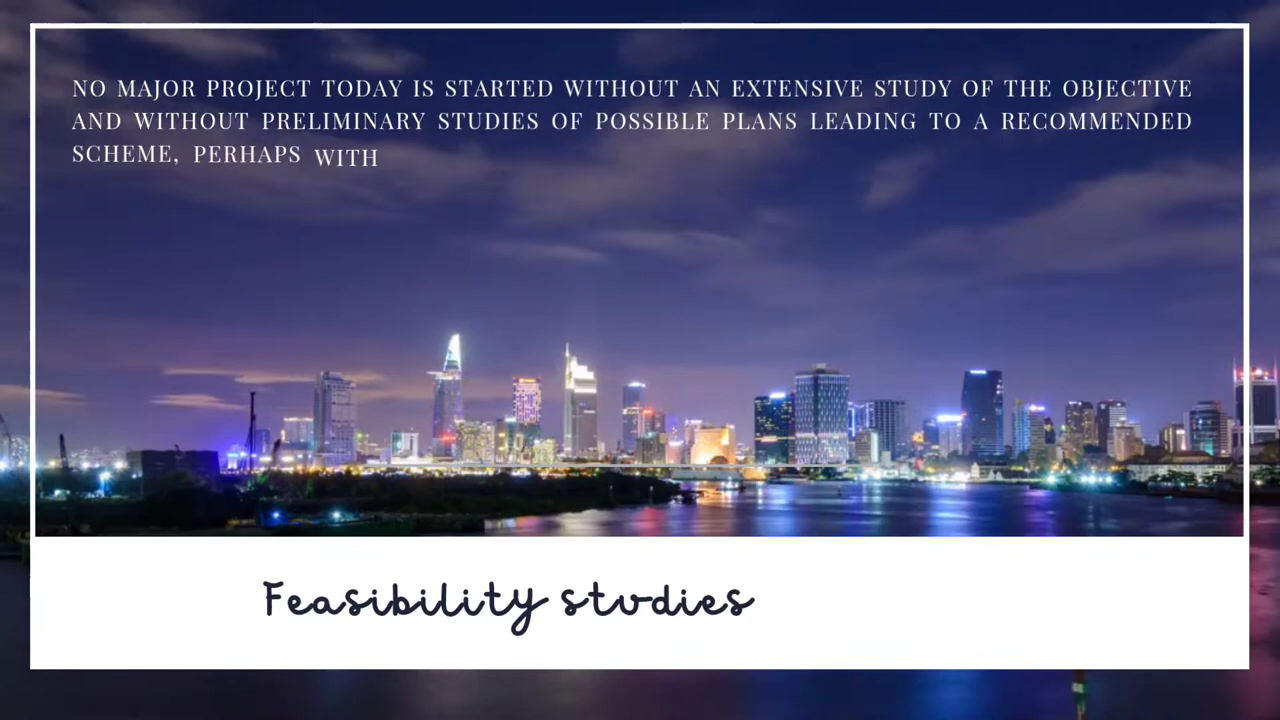 NO MAJOR PROJECT TODAY IS STARTED WITHOUT AN EXTENSIVE STUDY OF THE OBJECTIVE
AND WITHOUT PRELIMINARY STUDIES OF POSSIBLE PLANS LEADING TO A RECOMMENDED
SCHEME, PERHAPS WITH
Feasibility studies